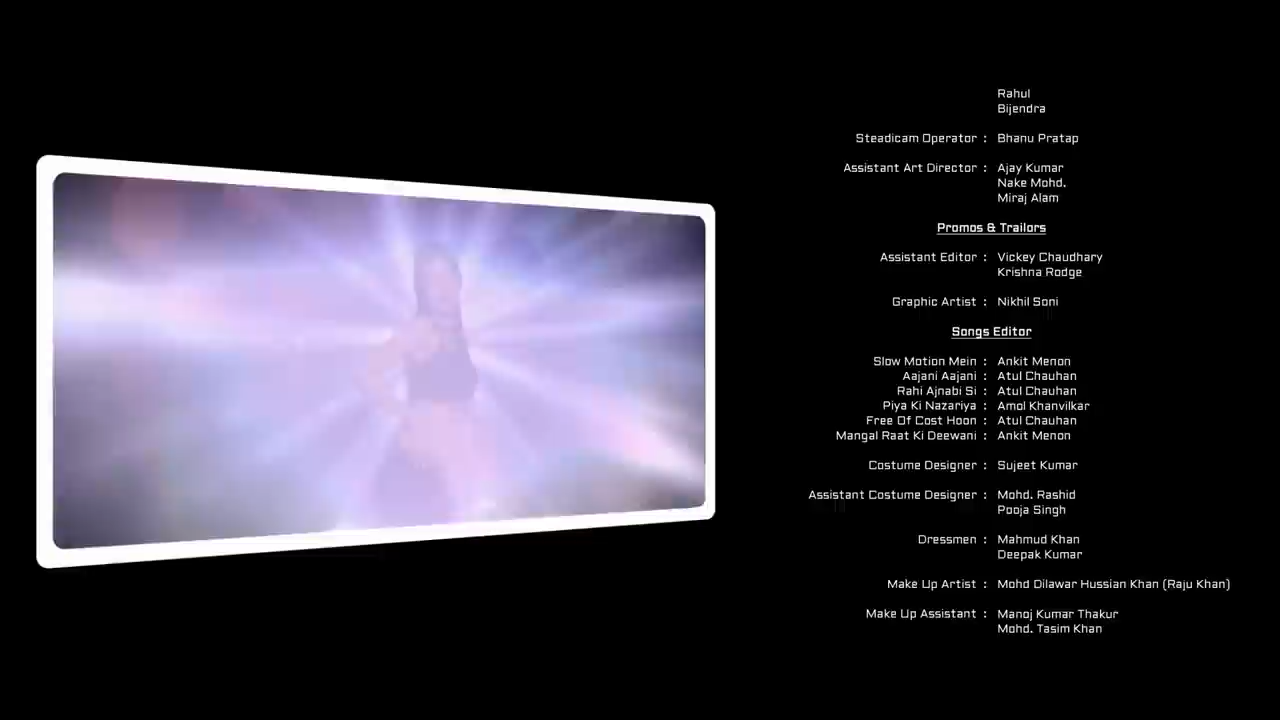 Rahul
Bijendra
Steadicam Operator : Bhanu Pratap
Assistant Art Director : Ajay Kumar
Nake Mohd.
Miraj Alam
Promos & Trailors
Assistant Editor : Vickey Chaudhary
Krishna Rodge
Graphic Artist : Nikhil Soni
Songs Editor
Slow Motion Mein : Ankit Menon
Aajani Aajani : Atul Chauhan
Rahi Ajnabi Si : Atul Chauhan
Piya Ki Nazariya : Amol Khanvilkar
Free Of Cost Hoon : Atul Chauhan
Mangal Raat Ki Deewani : Ankit Menon
Costume Designer : Sujeet Kumar
Assistant Costume Designer : Mohd. Rashid
Pooja Singh
Dressmen : Mahmud Khan
Deepak Kumar
Make Up Artist : Mohd Dilawar Hussian Khan (Raju Khan)
Make Up Assistant : Manoj Kumar Thakur
Mohd. Tasim Khan